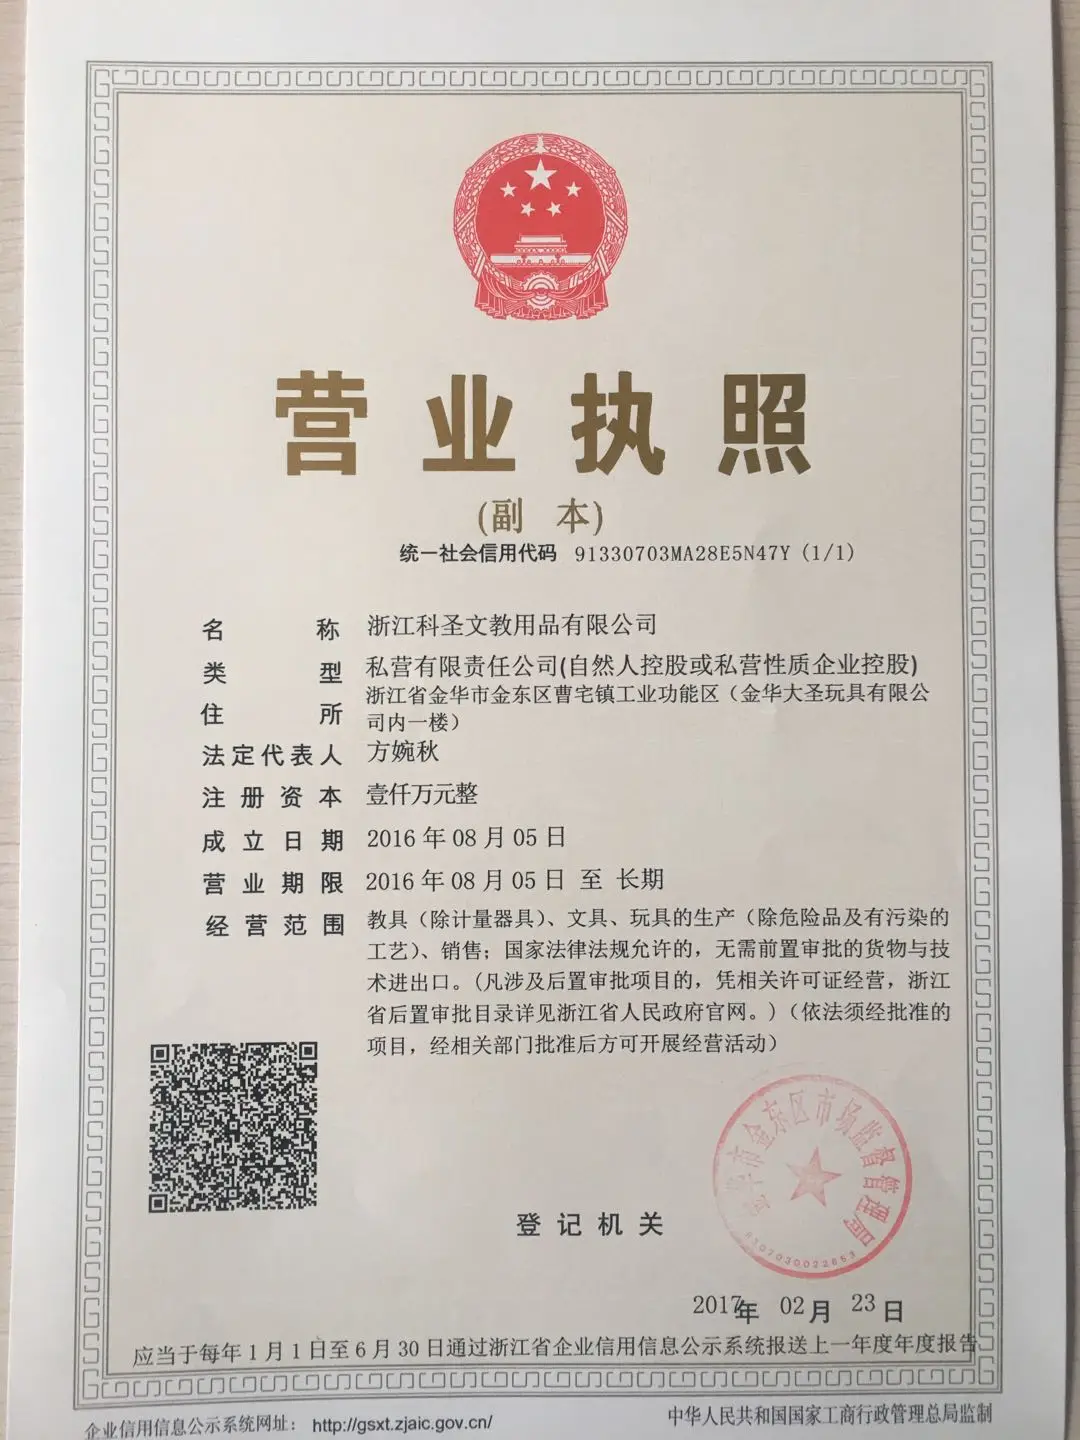 营业执照
(副 本)
统一社会信用代码 91330703MA28E5N47Y (1/1)
名 称 浙江科圣文教用品有限公司
类 型 私营有限责任公司(自然人控股或私营性质企业控股)
住 所 浙江省金华市金东区曹宅镇工业功能区（金华大圣玩具有限公
司内一楼）
法定代表人 方婉秋
注册资本 壹仟万元整
成立日期 2016年08月05日
营业期限 2016年08月05日 至 长期
经营范围 教具（除计量器具）、文具、玩具的生产（除危险品及有污染的
工艺）、销售；国家法律法规允许的，无需前置审批的货物与技
术进出口。(凡涉及后置审批项目的，凭相关许可证经营，浙江
省后置审批目录详见浙江省人民政府官网。)（依法须经批准的
项目，经相关部门批准后方可开展经营活动）
金华市金东区市场监督管理局
登记机关
2017年 02月 23日
应当于每年1月1日至6月30日通过浙江省企业信用信息公示系统报送上一年度年度报告
企业信用信息公示系统网址： http://gsxt.zjaic.gov.cn/
中华人民共和国国家工商行政管理总局监制